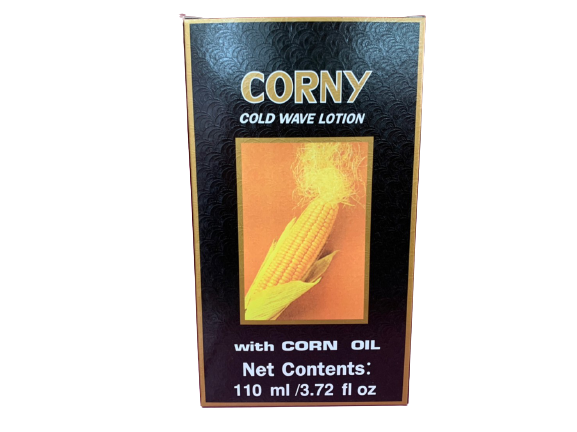 CORNY
COLD WAVE LOTION
with CORN OIL
Net Contents:
110 ml /3.72 fl oz